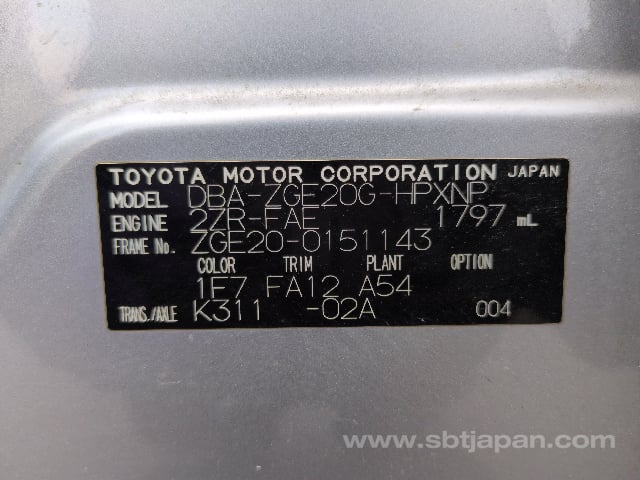 TOYOTA MOTOR CORPORATION JAPAN
MODEL DBA-ZGE20G-HPXNP
ENGINE 2ZR-FAE 1797 mL
FRAME No. ZGE20-0151143
COLOR TRIM PLANT OPTION
1E7 FA12 A54
TRANS./AXLE K311 -02A 004
www.sbtjapan.com